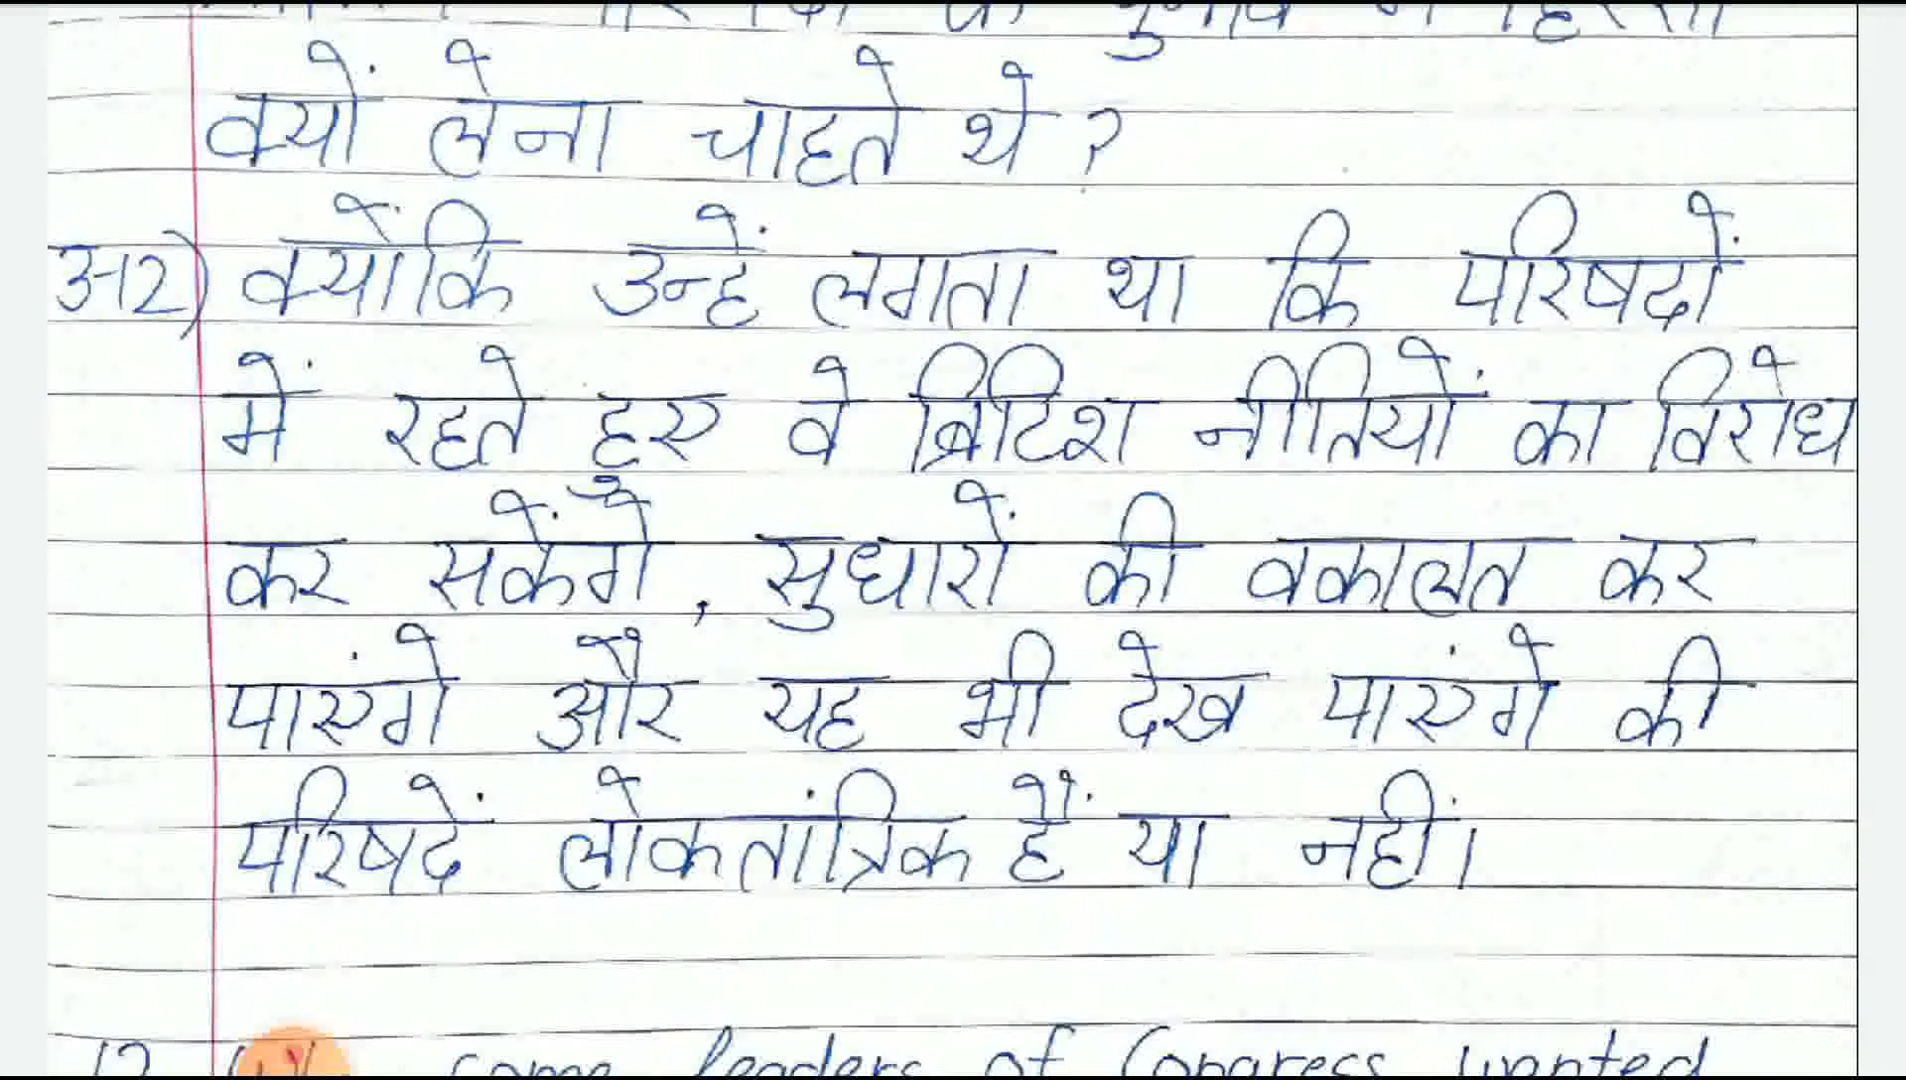 क्यों लेना चाहते थे ?
उ12) क्योंकि उन्हें लगता था कि परिषदों
में रहते हुए वे ब्रिटिश नीतियों का विरोध
कर सकेंगे, सुधारों की वकालत कर
पाएंगे और यह भी देख पाएंगे की
परिषदें लोकतांत्रिक हैं या नहीं।
some leaders of Congress wanted